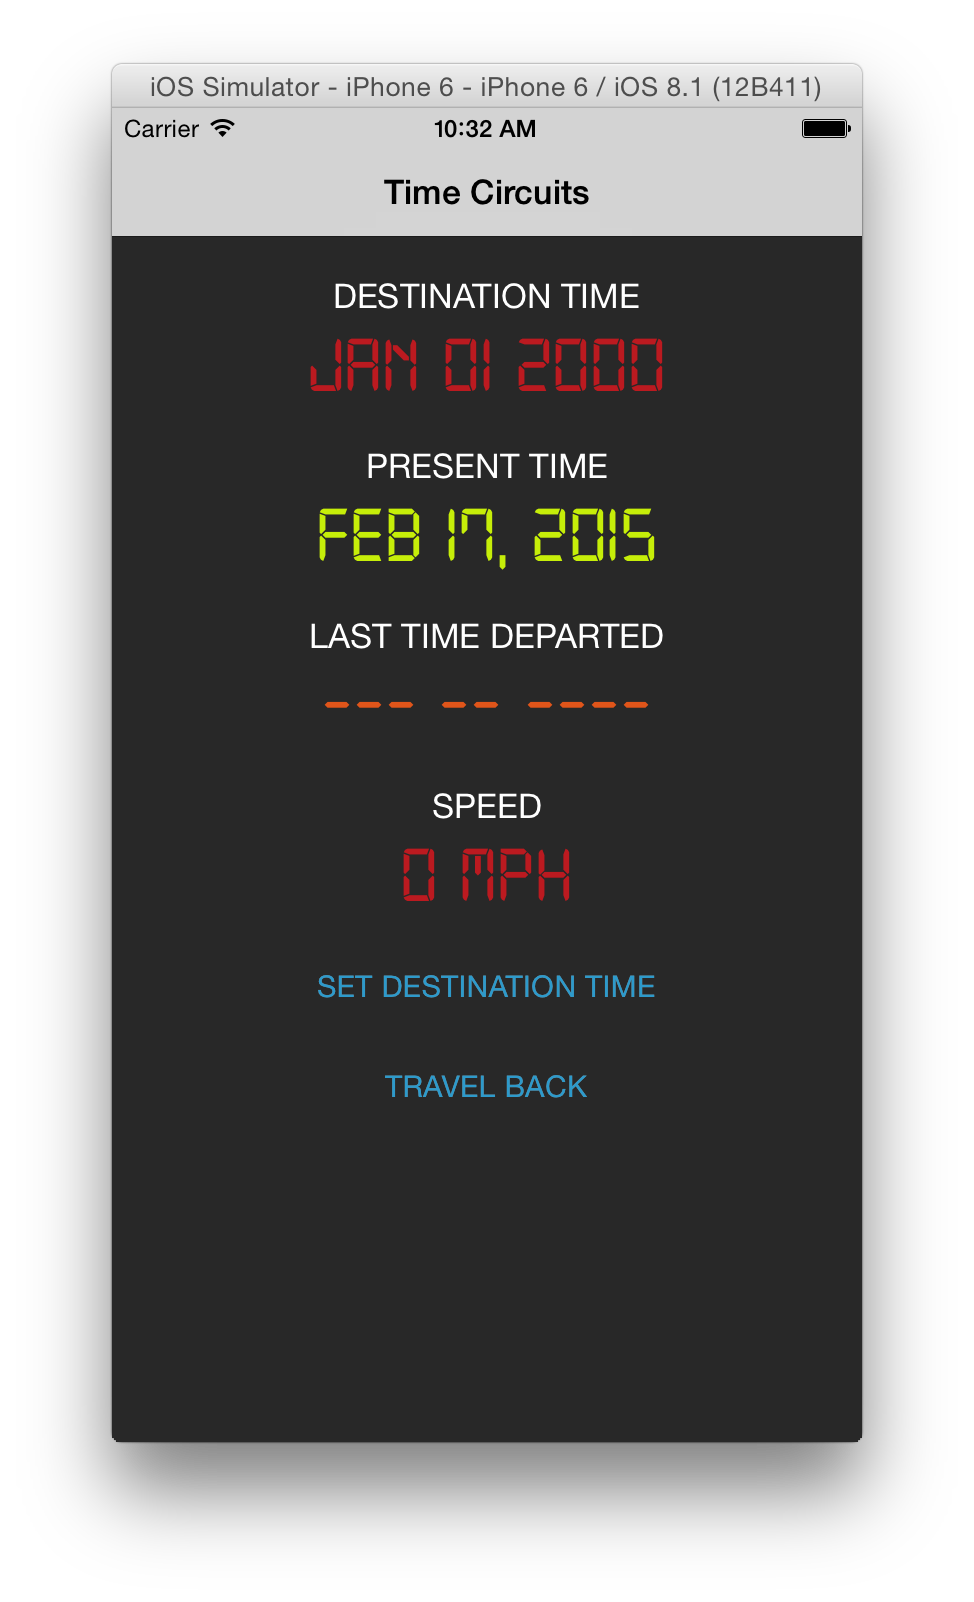 iOS Simulator - iPhone 6 - iPhone 6 / iOS 8.1 (12B411)
Carrier 10:32 AM
Time Circuits
DESTINATION TIME
JAN 01 2000
PRESENT TIME
FEB 17, 2015
LAST TIME DEPARTED
--- -- ----
SPEED
0 MPH
SET DESTINATION TIME
TRAVEL BACK